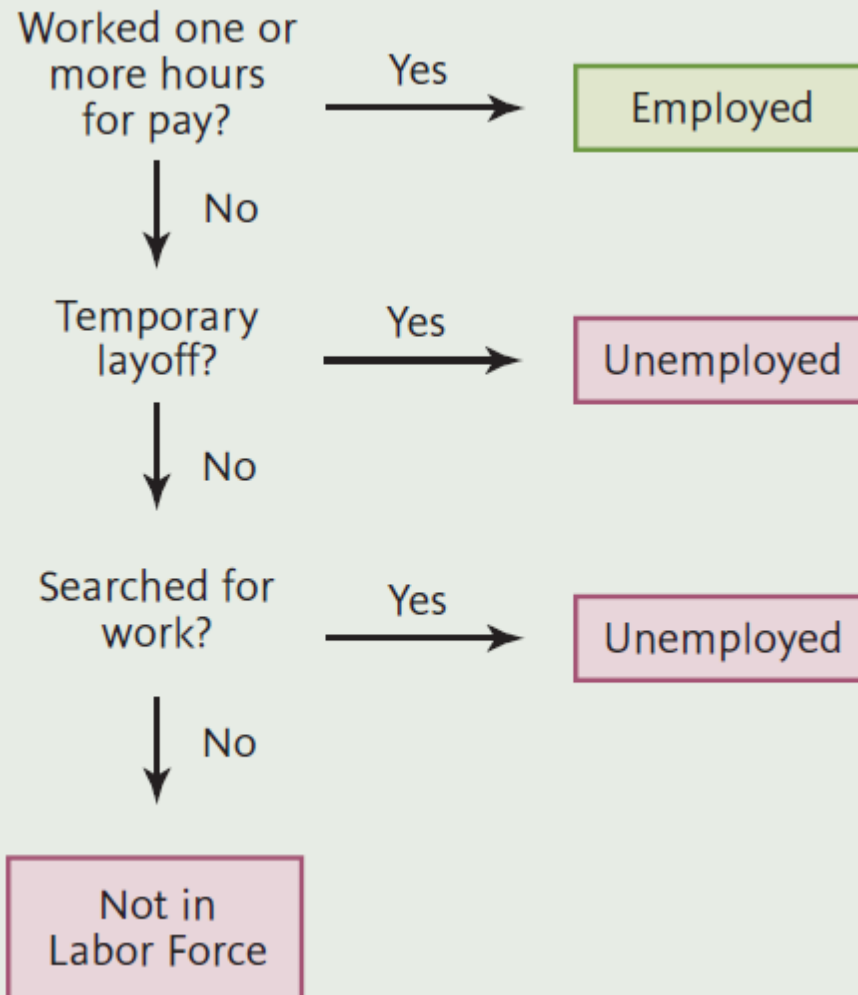 Worked one or
more hours
for pay?
Yes
Employed
No
Temporary
layoff?
Yes
Unemployed
No
Searched for
work?
Yes
Unemployed
No
Not in
Labor Force